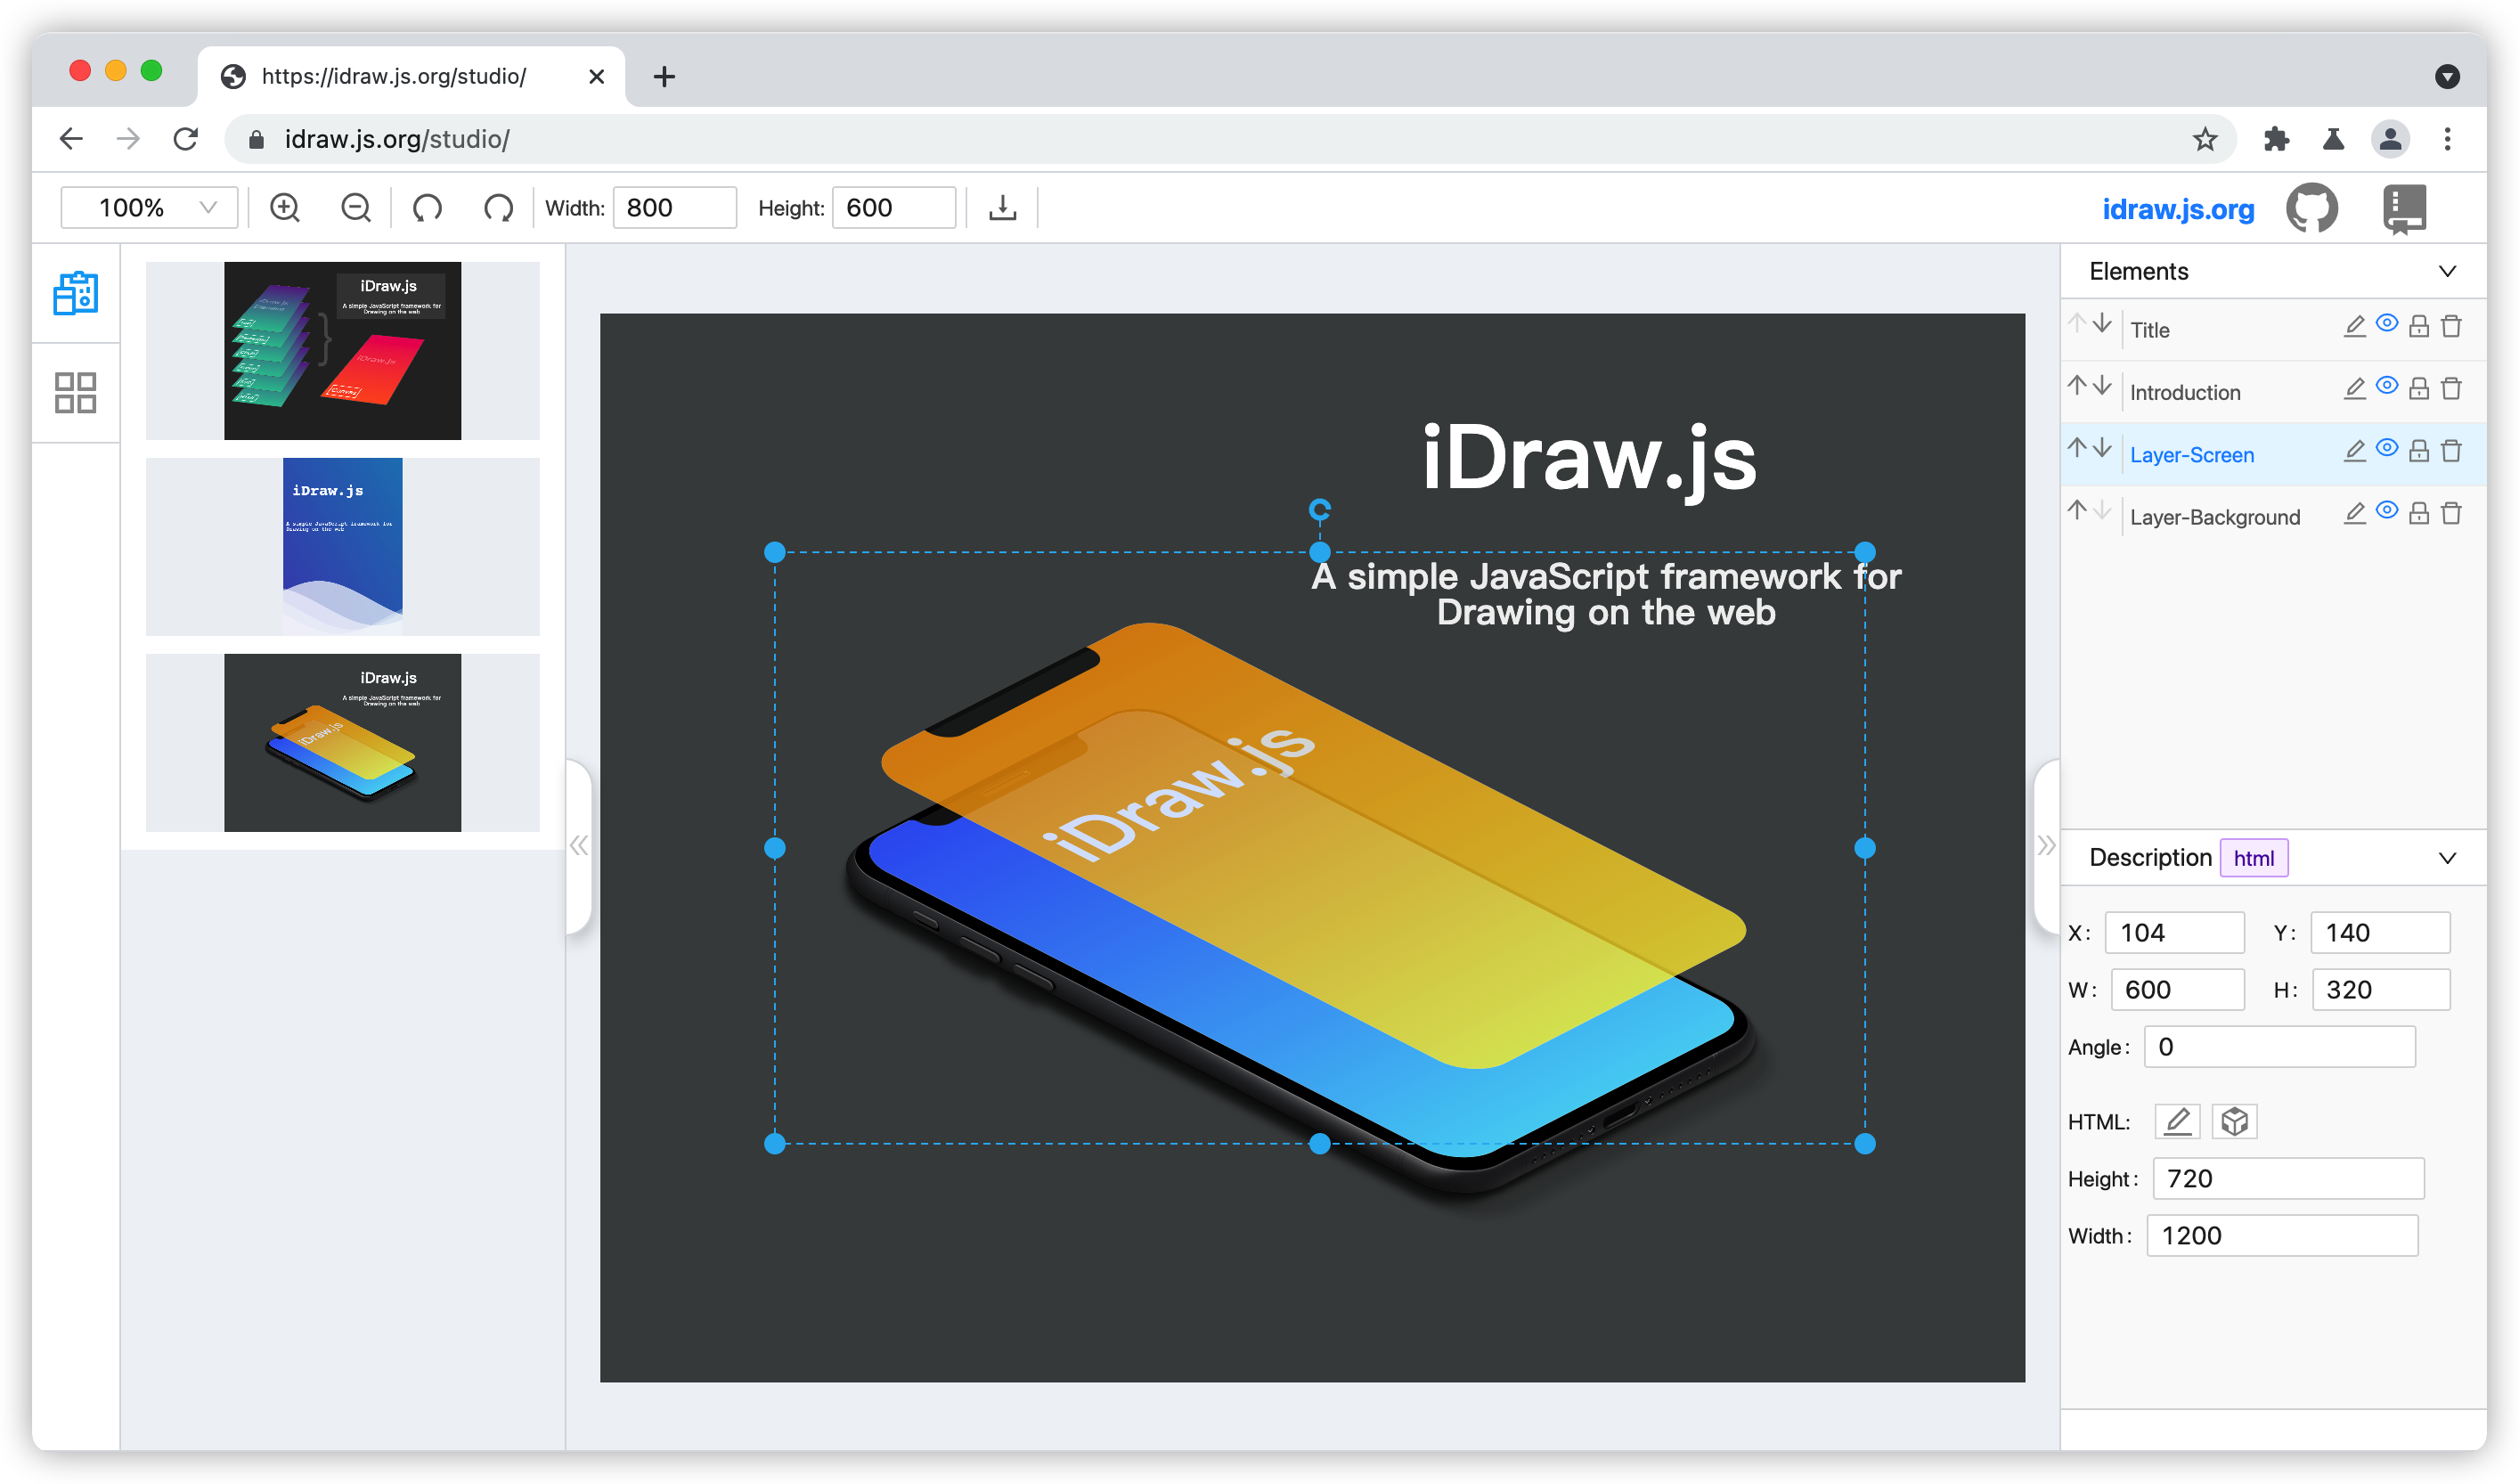 https://idraw.js.org/studio/
idraw.js.org/studio/
100%
Width: 800
Height: 600
idraw.js.org
iDraw.js
A simple JavaScript framework for
Drawing on the web
iDraw.js
iDraw.js
A simple JavaScript framework for
Drawing on the web
iDraw.js
A simple JavaScript framework for
Drawing on the web
iDraw.js
iDraw.js
A simple JavaScript framework for
Drawing on the web
iDraw.js
Elements
Title
Introduction
Layer-Screen
Layer-Background
Description html
X: 104 Y: 140
W: 600 H: 320
Angle: 0
HTML:
Height: 720
Width: 1200